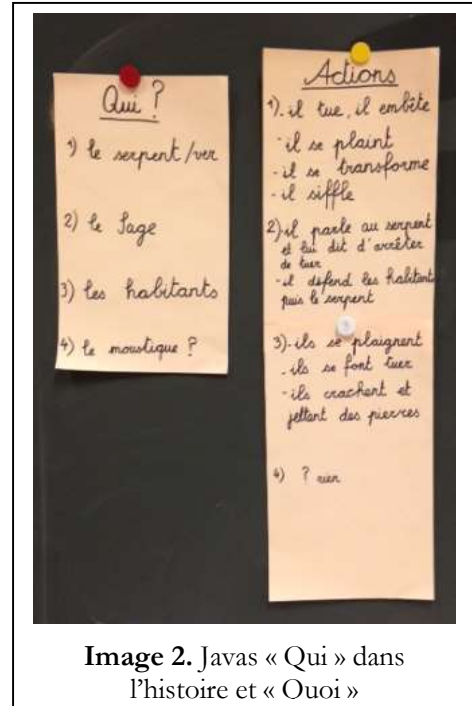 Qui ?
1) le serpent/ver
2) le Sage
3) les habitants
4) le moustique ?
Actions
1).-il tue, il embête
-il se plaint
-il se transforme
-il siffle
2)-il parle au serpent
et lui dit d'arrêter
de tuer
-il défend les habitants
puis le serpent
3)-ils se plaignent
-ils se font tuer
-ils crachent et
jettent des pierres
4) ? rien
Image 2. Javas « Qui » dans
l'histoire et « Quoi »